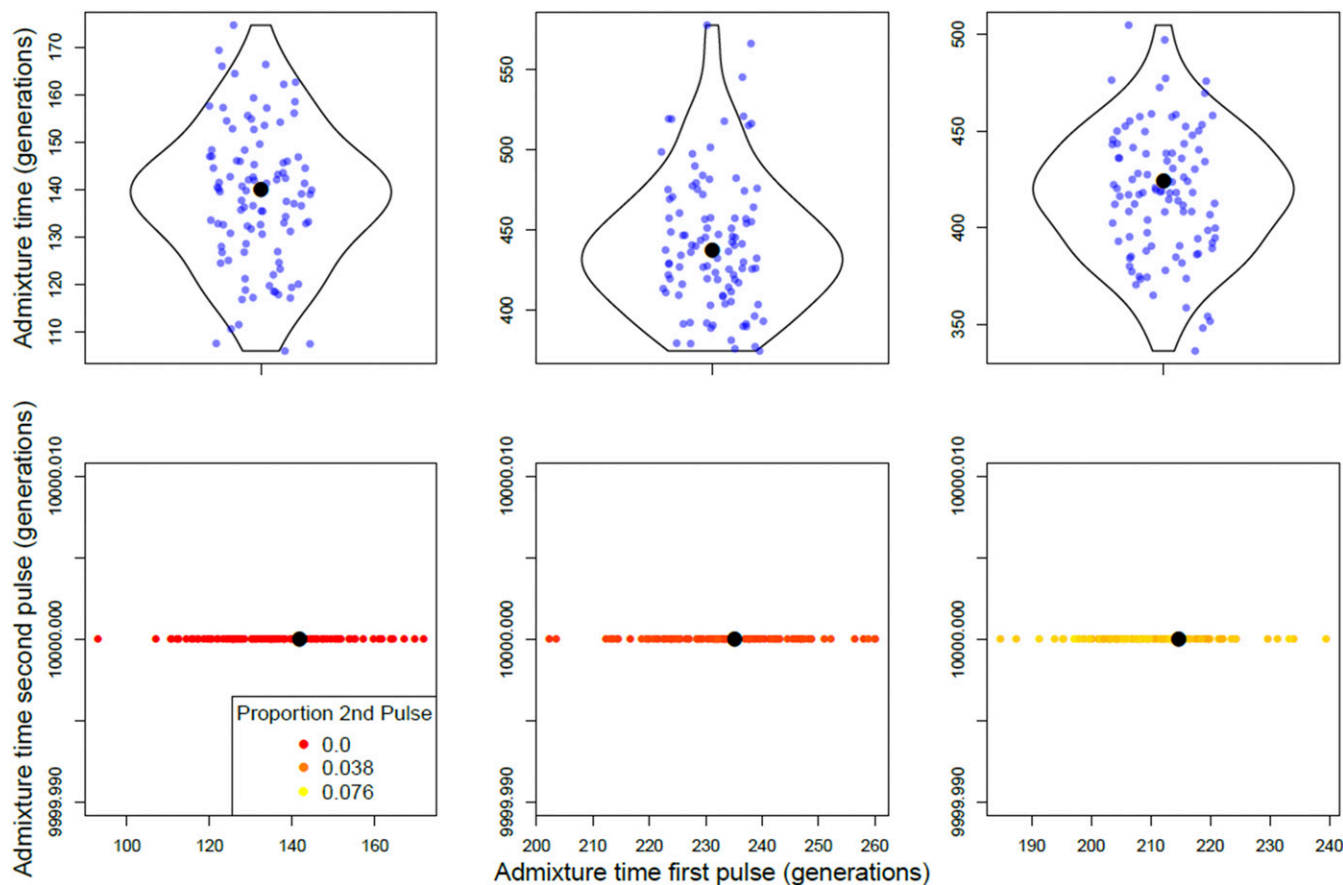 Admixture time (generations)
110 120 130 140 150 160 170
400 450 500 550
350 400 450 500
Admixture time second pulse (generations)
9999.990 10000.000 10000.010
9999.990 10000.000 10000.010
9999.990 10000.000 10000.010
Proportion 2nd Pulse
0.0
0.038
0.076
100 120 140 160
200 210 220 230 240 250 260
190 200 210 220 230 240
Admixture time first pulse (generations)